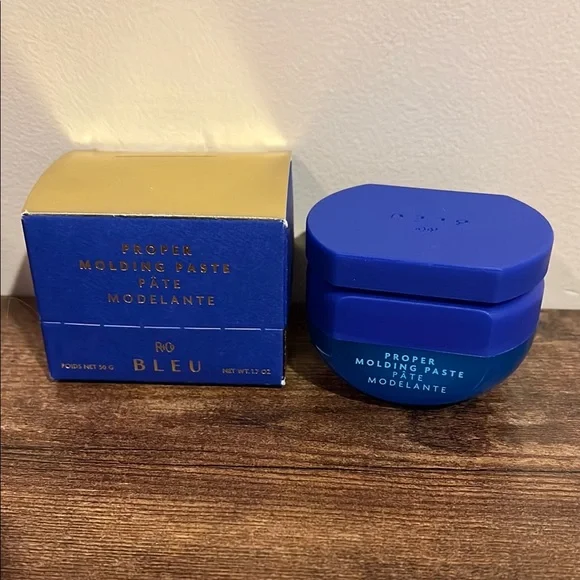 PROPER
MOLDING PASTE
PÂTE
MODELANTE
R+Co
BLEU
POIDS NET 50 G
NET WT. 1.7 OZ
PROPER
MOLDING PASTE
PÂTE
MODELANTE